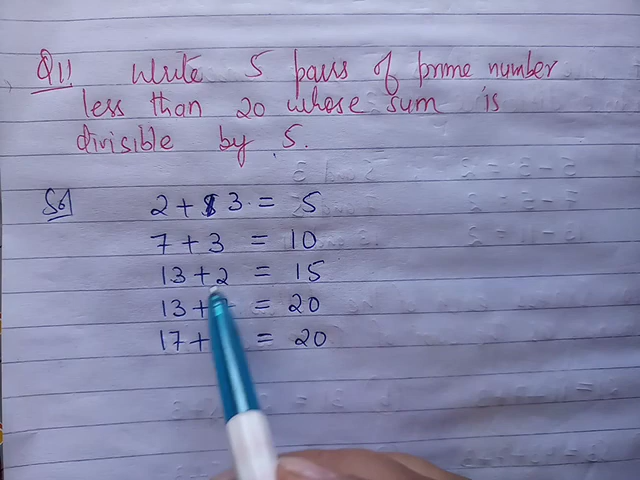 Q11 Write 5 pairs of prime number
less than 20 whose sum is
divisible by 5.
Sol 2 + 3 = 5
7 + 3 = 10
13 + 2 = 15
13 + = 20
17 + = 20